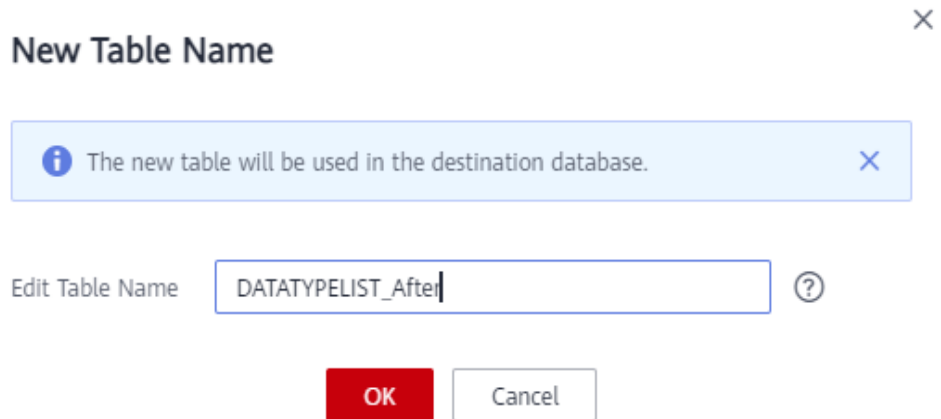 New Table Name
The new table will be used in the destination database.
Edit Table Name DATATYPELIST_After
OK Cancel